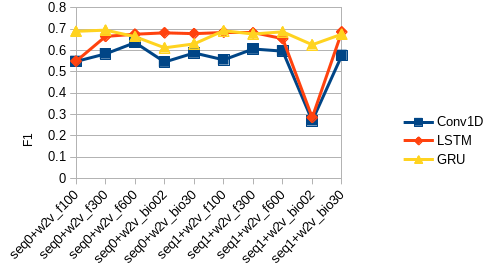 0.8
0.7
0.6
0.5
0.4
0.3
0.2
0.1
0
F1
seq0+w2v_f100
seq0+w2v_f300
seq0+w2v_f600
seq0+w2v_bio02
seq0+w2v_bio30
seq1+w2v_f100
seq1+w2v_f300
seq1+w2v_f600
seq1+w2v_bio02
seq1+w2v_bio30
Conv1D
LSTM
GRU